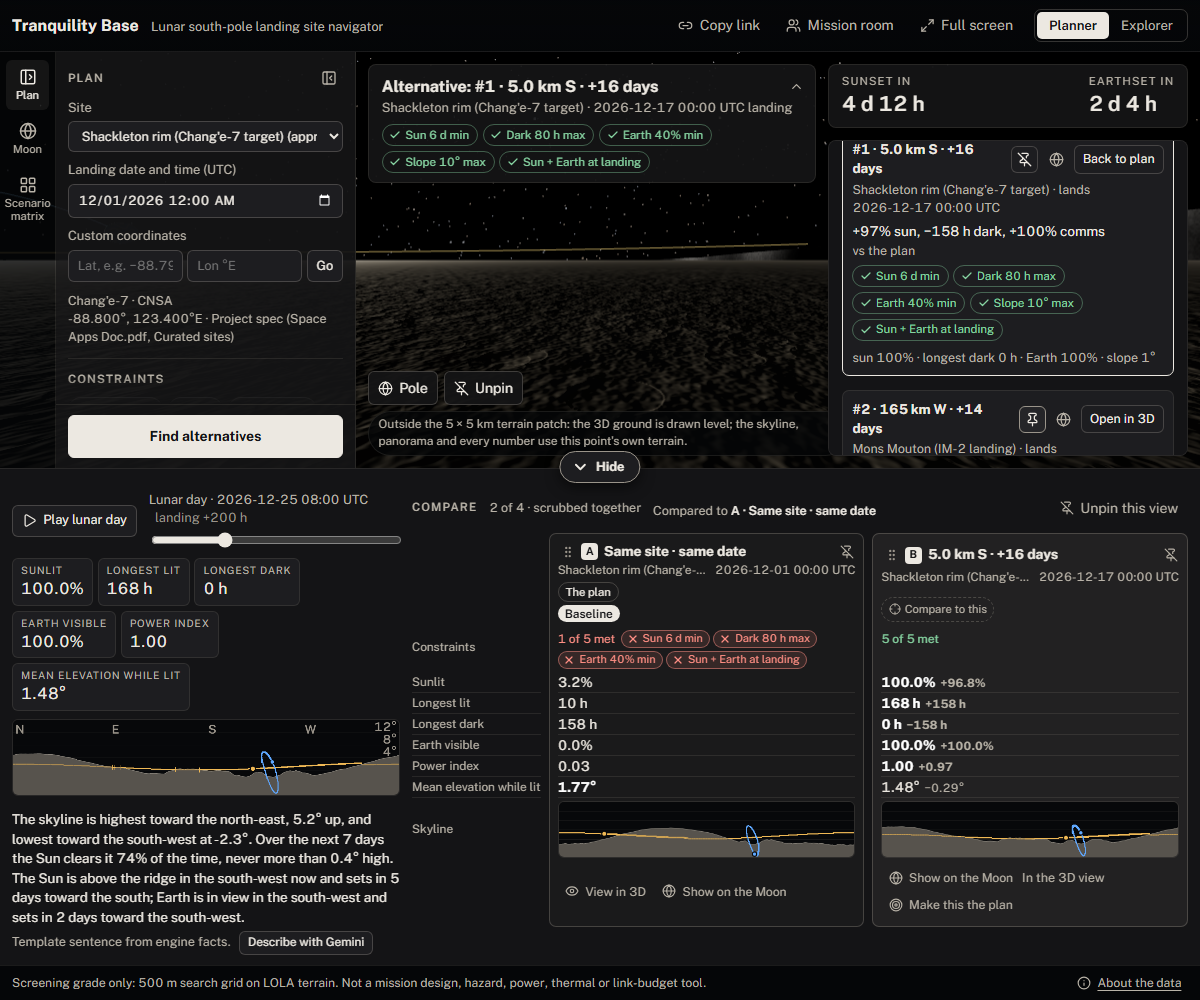 Tranquility Base Lunar south-pole landing site navigator
Copy link Mission room Full screen Planner Explorer
Plan
Moon
Scenario
matrix
PLAN
Site
Shackleton rim (Chang'e-7 target) (appr
Landing date and time (UTC)
12/01/2026 12:00 AM
Custom coordinates
Lat, e.g. −88.79 Lon °E Go
Chang'e-7 · CNSA
-88.800°, 123.400°E · Project spec (Space
Apps Doc.pdf, Curated sites)
CONSTRAINTS
Find alternatives
Alternative: #1 · 5.0 km S · +16 days
Shackleton rim (Chang'e-7 target) · 2026-12-17 00:00 UTC landing
Sun 6 d min Dark 80 h max Earth 40% min
Slope 10° max Sun + Earth at landing
Pole Unpin
Outside the 5 × 5 km terrain patch: the 3D ground is drawn level; the skyline,
panorama and every number use this point's own terrain.
SUNSET IN EARTHSET IN
4 d 12 h 2 d 4 h
#1 · 5.0 km S · +16
days
Back to plan
Shackleton rim (Chang'e-7 target) · lands
2026-12-17 00:00 UTC
+97% sun, −158 h dark, +100% comms
vs the plan
Sun 6 d min Dark 80 h max
Earth 40% min Slope 10° max
Sun + Earth at landing
sun 100% · longest dark 0 h · Earth 100% · slope 1°
#2 · 165 km W · +14
days
Open in 3D
Mons Mouton (IM-2 landing) · lands
Hide
Play lunar day
Lunar day · 2026-12-25 08:00 UTC
landing +200 h
SUNLIT LONGEST LIT LONGEST DARK
100.0% 168 h 0 h
EARTH VISIBLE POWER INDEX
100.0% 1.00
MEAN ELEVATION WHILE LIT
1.48°
N E S W 12°
8°
4°
The skyline is highest toward the north-east, 5.2° up, and
lowest toward the south-west at -2.3°. Over the next 7 days
the Sun clears it 74% of the time, never more than 0.4° high.
The Sun is above the ridge in the south-west now and sets in 5
days toward the south; Earth is in view in the south-west and
sets in 2 days toward the south-west.
Template sentence from engine facts. Describe with Gemini
COMPARE 2 of 4 · scrubbed together Compared to A · Same site · same date Unpin this view
A Same site · same date
Shackleton rim (Chang'e-... 2026-12-01 00:00 UTC
The plan
Baseline
B 5.0 km S · +16 days
Shackleton rim (Chang'e-... 2026-12-17 00:00 UTC
Compare to this
Constraints 1 of 5 met Sun 6 d min Dark 80 h max
Earth 40% min Sun + Earth at landing
5 of 5 met
Sunlit 3.2% 100.0% +96.8%
Longest lit 10 h 168 h +158 h
Longest dark 158 h 0 h −158 h
Earth visible 0.0% 100.0% +100.0%
Power index 0.03 1.00 +0.97
Mean elevation while lit 1.77° 1.48° −0.29°
Skyline
View in 3D Show on the Moon
Show on the Moon In the 3D view
Make this the plan
Screening grade only: 500 m search grid on LOLA terrain. Not a mission design, hazard, power, thermal or link-budget tool. About the data